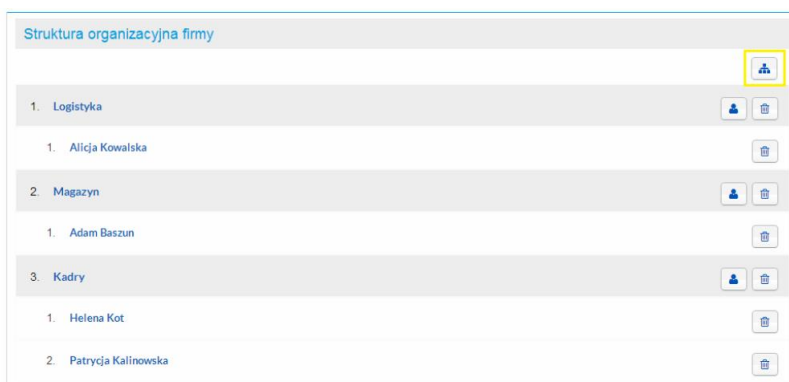 Struktura organizacyjna firmy
1. Logistyka
1. Alicja Kowalska
2. Magazyn
1. Adam Baszun
3. Kadry
1. Helena Kot
2. Patrycja Kalinowska